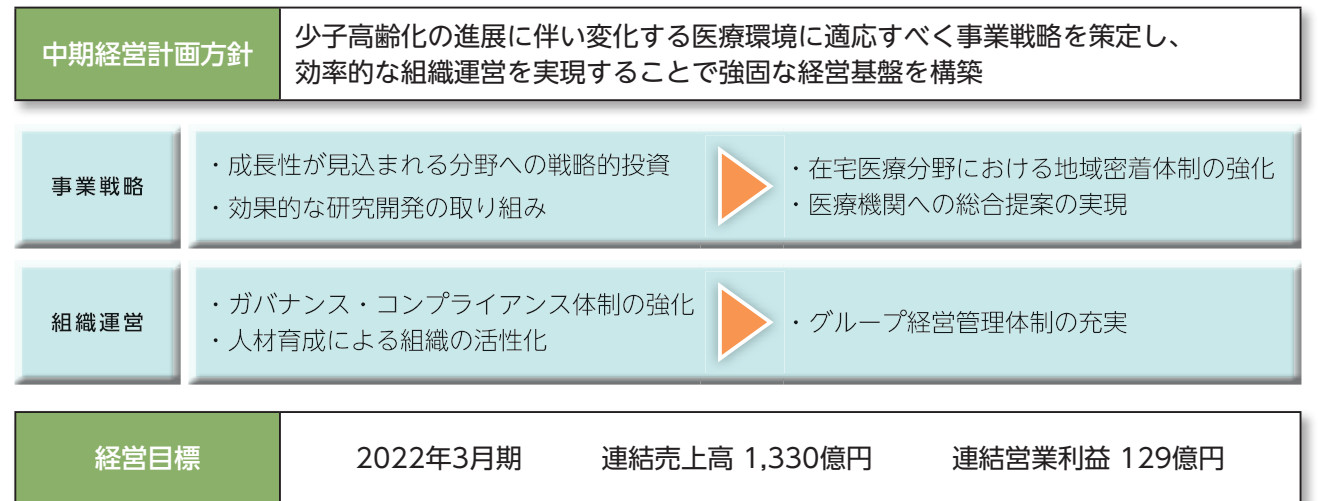 中期経営計画方針
少子高齢化の進展に伴い変化する医療環境に適応すべく事業戦略を策定し、
効率的な組織運営を実現することで強固な経営基盤を構築
事業戦略
・成長性が見込まれる分野への戦略的投資
・効果的な研究開発の取り組み
・在宅医療分野における地域密着体制の強化
・医療機関への総合提案の実現
組織運営
・ガバナンス・コンプライアンス体制の強化
・人材育成による組織の活性化
・グループ経営管理体制の充実
経営目標
2022年3月期 連結売上高 1,330億円 連結営業利益 129億円